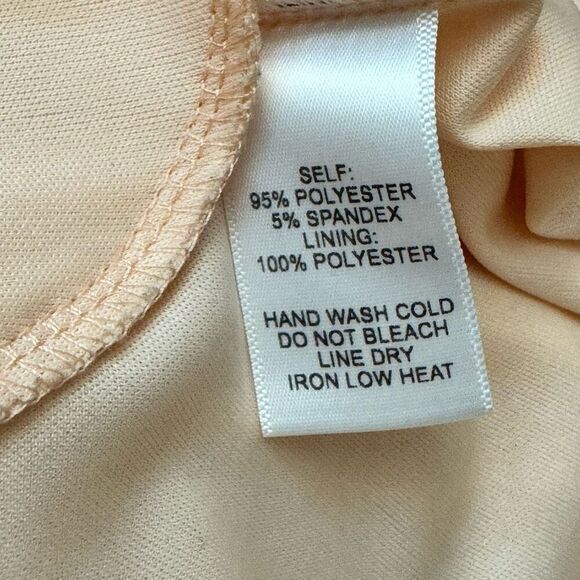 SELF:
95% POLYESTER
5% SPANDEX
LINING:
100% POLYESTER
HAND WASH COLD
DO NOT BLEACH
LINE DRY
IRON LOW HEAT